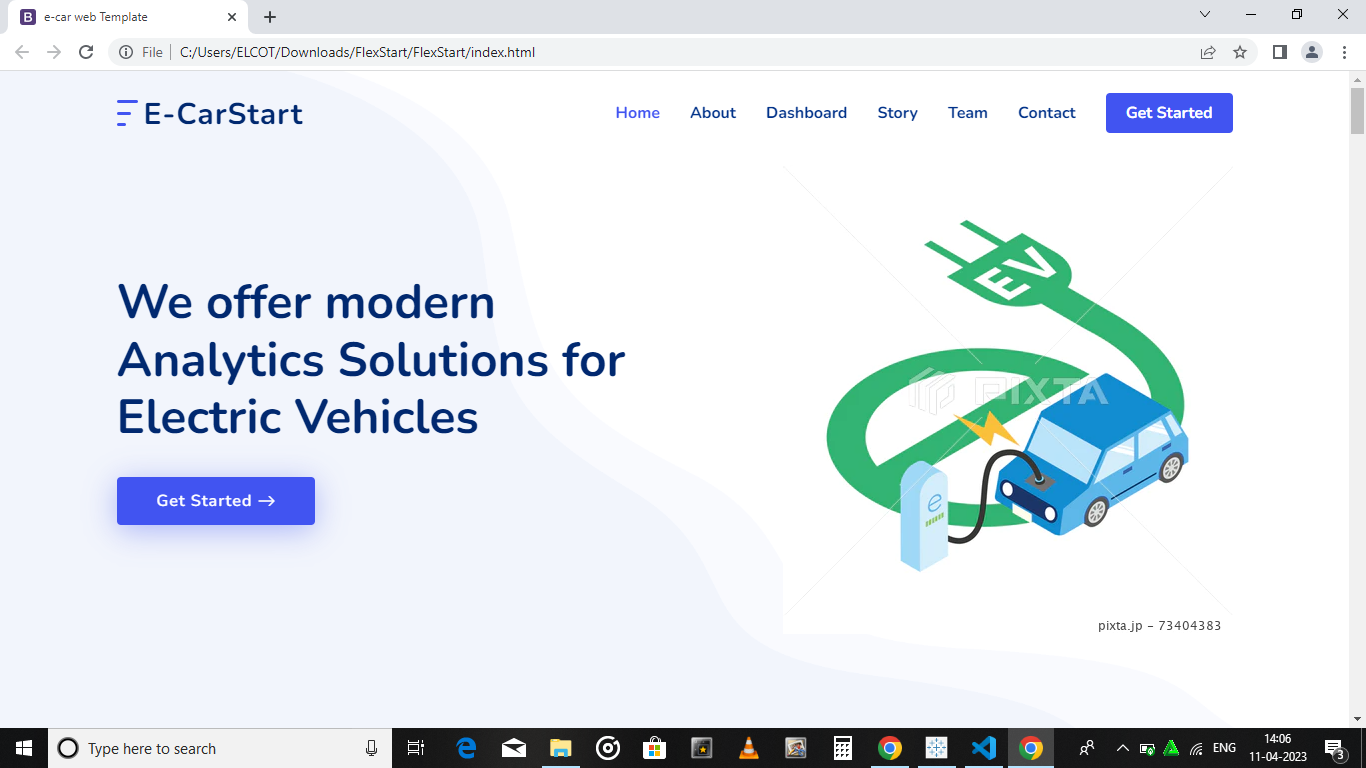 e-car web Template
File
C:/Users/ELCOT/Downloads/FlexStart/FlexStart/index.html
E-CarStart
Home About Dashboard Story Team Contact Get Started
EV
We offer modern
Analytics Solutions for
Electric Vehicles
PIXTA
e
Get Started →
pixta.jp - 73404383
Type here to search
ENG
14:06
11-04-2023
3